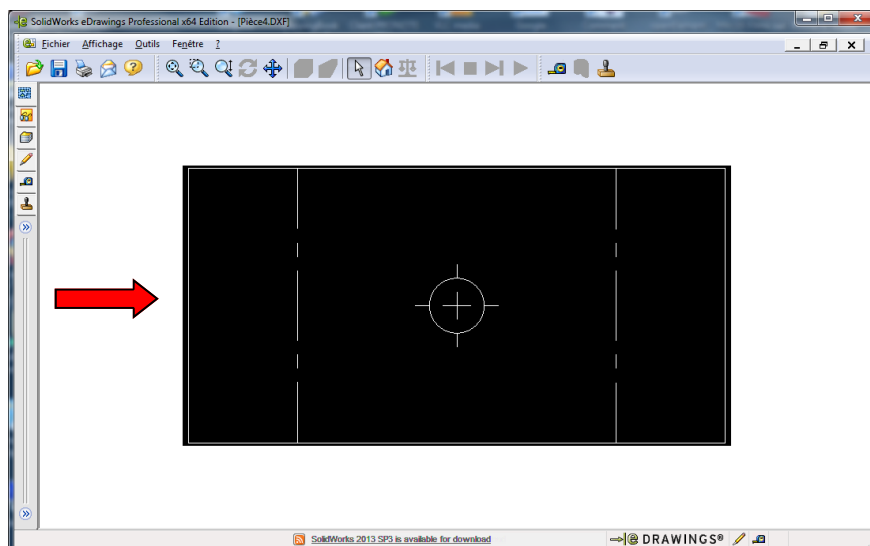 SolidWorks eDrawings Professional x64 Edition - [Pièce4.DXF]
Fichier Affichage Outils Fenêtre ?
SolidWorks 2013 SP3 is available for download
DRAWINGS®